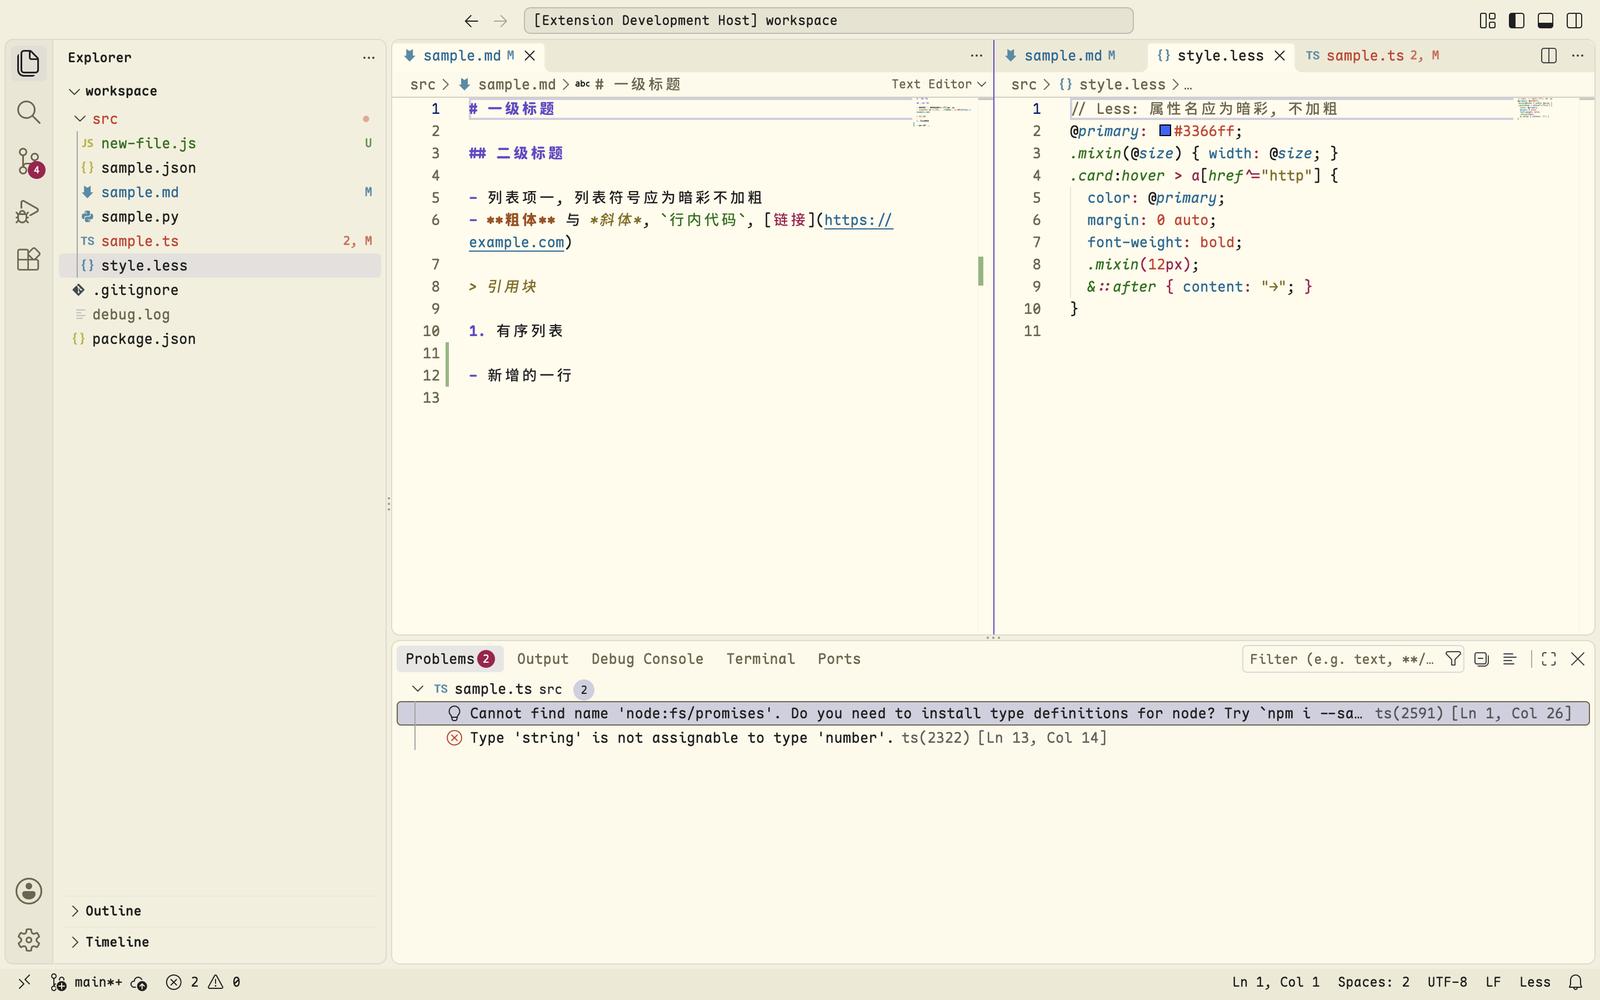 [Extension Development Host] workspace
Explorer
workspace
src
JS new-file.js U
{} sample.json
sample.md M
sample.py
TS sample.ts 2, M
{} style.less
.gitignore
debug.log
{} package.json
4
Outline
Timeline
sample.md M
src > sample.md > abc # 一级标题
Text Editor
1 # 一级标题
2
3 ## 二级标题
4
5 - 列表项一, 列表符号应为暗彩不加粗
6 - **粗体** 与 *斜体*, `行内代码`, [链接](https://
example.com)
7
8 > 引用块
9
10 1. 有序列表
11
12 - 新增的一行
13
sample.md M
{} style.less
TS sample.ts 2, M
src > {} style.less > …
1 // Less: 属性名应为暗彩, 不加粗
2 @primary: #3366ff;
3 .mixin(@size) { width: @size; }
4 .card:hover > a[href^="http"] {
5 color: @primary;
6 margin: 0 auto;
7 font-weight: bold;
8 .mixin(12px);
9 &::after { content: "→"; }
10 }
11
Problems 2 Output Debug Console Terminal Ports
Filter (e.g. text, **/…
TS sample.ts src 2
Cannot find name 'node:fs/promises'. Do you need to install type definitions for node? Try `npm i --sa… ts(2591) [Ln 1, Col 26]
Type 'string' is not assignable to type 'number'. ts(2322) [Ln 13, Col 14]
main*+ 2 0
Ln 1, Col 1 Spaces: 2 UTF-8 LF Less